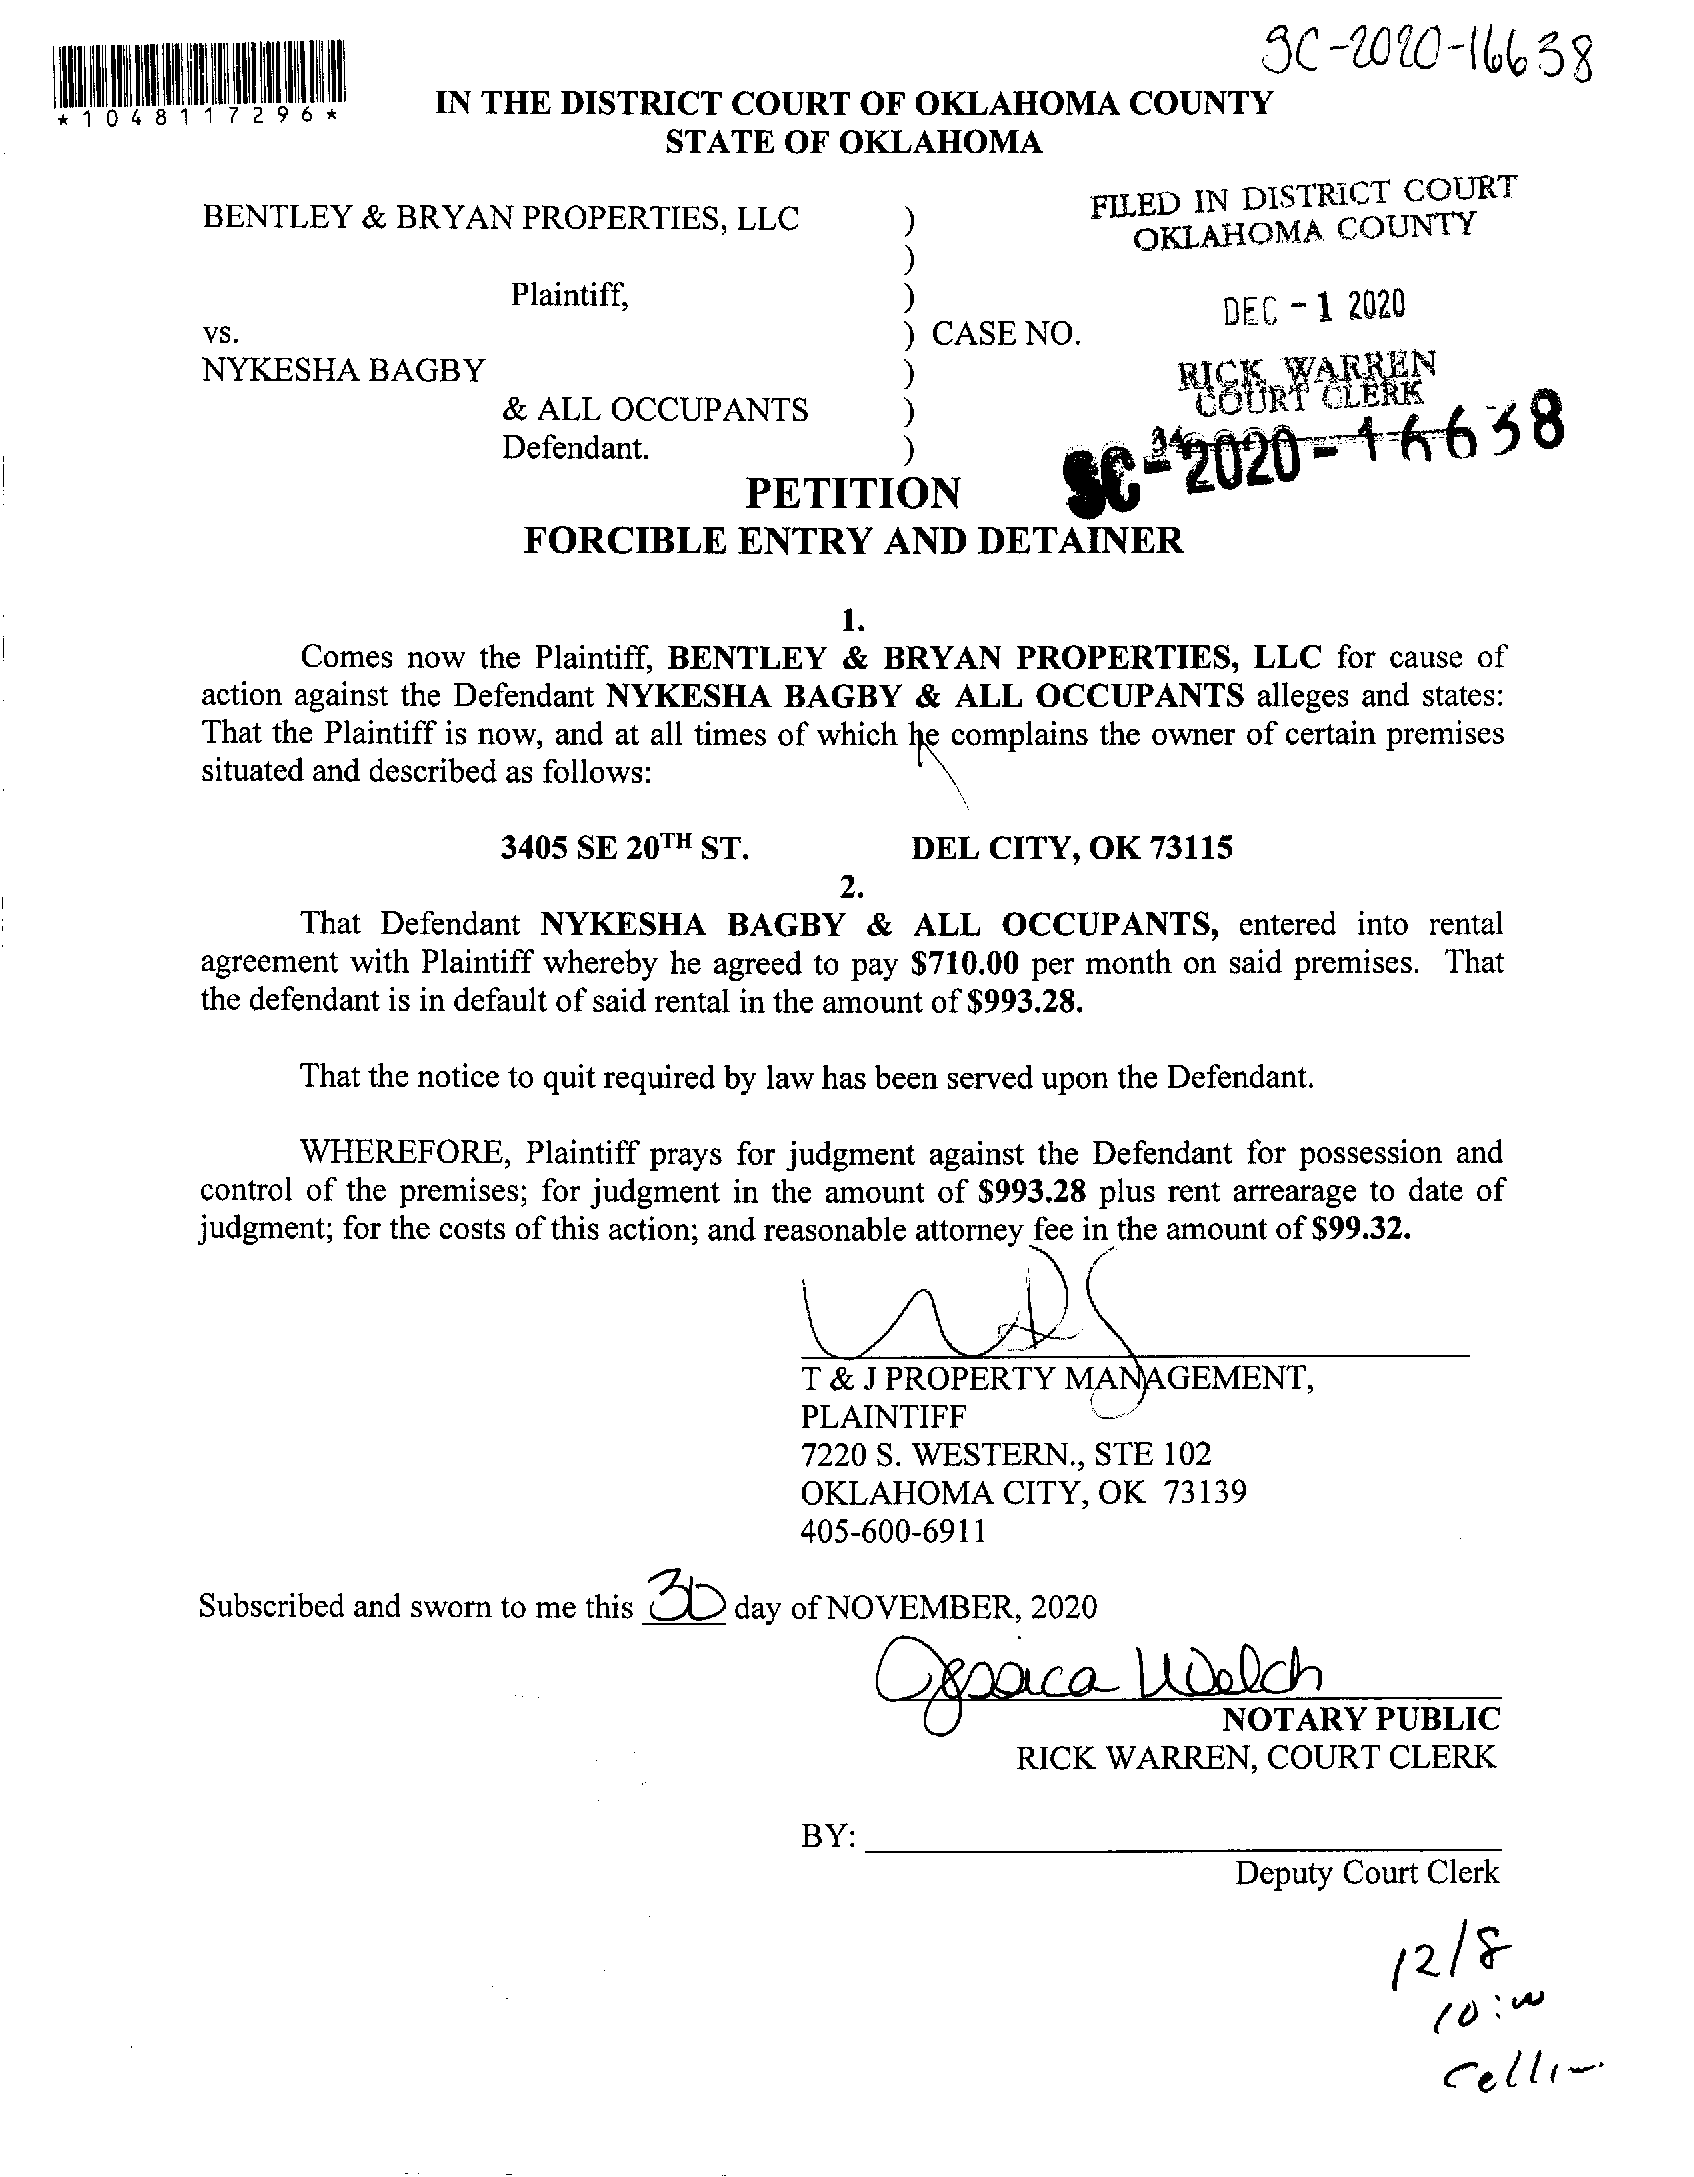 SC-2020-16638
*1048117296*
IN THE DISTRICT COURT OF OKLAHOMA COUNTY
STATE OF OKLAHOMA
FILED IN DISTRICT COURT
OKLAHOMA COUNTY
BENTLEY & BRYAN PROPERTIES, LLC )
)
Plaintiff, )
DEC - 1 2020
vs. ) CASE NO.
NYKESHA BAGBY )
RICK WARREN
COURT CLERK
& ALL OCCUPANTS )
Defendant. )
SC - 2020 - 16638
PETITION
FORCIBLE ENTRY AND DETAINER
1.
Comes now the Plaintiff, BENTLEY & BRYAN PROPERTIES, LLC for cause of
action against the Defendant NYKESHA BAGBY & ALL OCCUPANTS alleges and states:
That the Plaintiff is now, and at all times of which he complains the owner of certain premises
situated and described as follows:
3405 SE 20TH ST. DEL CITY, OK 73115
2.
That Defendant NYKESHA BAGBY & ALL OCCUPANTS, entered into rental
agreement with Plaintiff whereby he agreed to pay $710.00 per month on said premises. That
the defendant is in default of said rental in the amount of $993.28.
That the notice to quit required by law has been served upon the Defendant.
WHEREFORE, Plaintiff prays for judgment against the Defendant for possession and
control of the premises; for judgment in the amount of $993.28 plus rent arrearage to date of
judgment; for the costs of this action; and reasonable attorney fee in the amount of $99.32.
T & J PROPERTY MANAGEMENT,
PLAINTIFF
7220 S. WESTERN., STE 102
OKLAHOMA CITY, OK 73139
405-600-6911
Subscribed and sworn to me this 30 day of NOVEMBER, 2020
Jessica Welch
NOTARY PUBLIC
RICK WARREN, COURT CLERK
BY:
Deputy Court Clerk
12/8